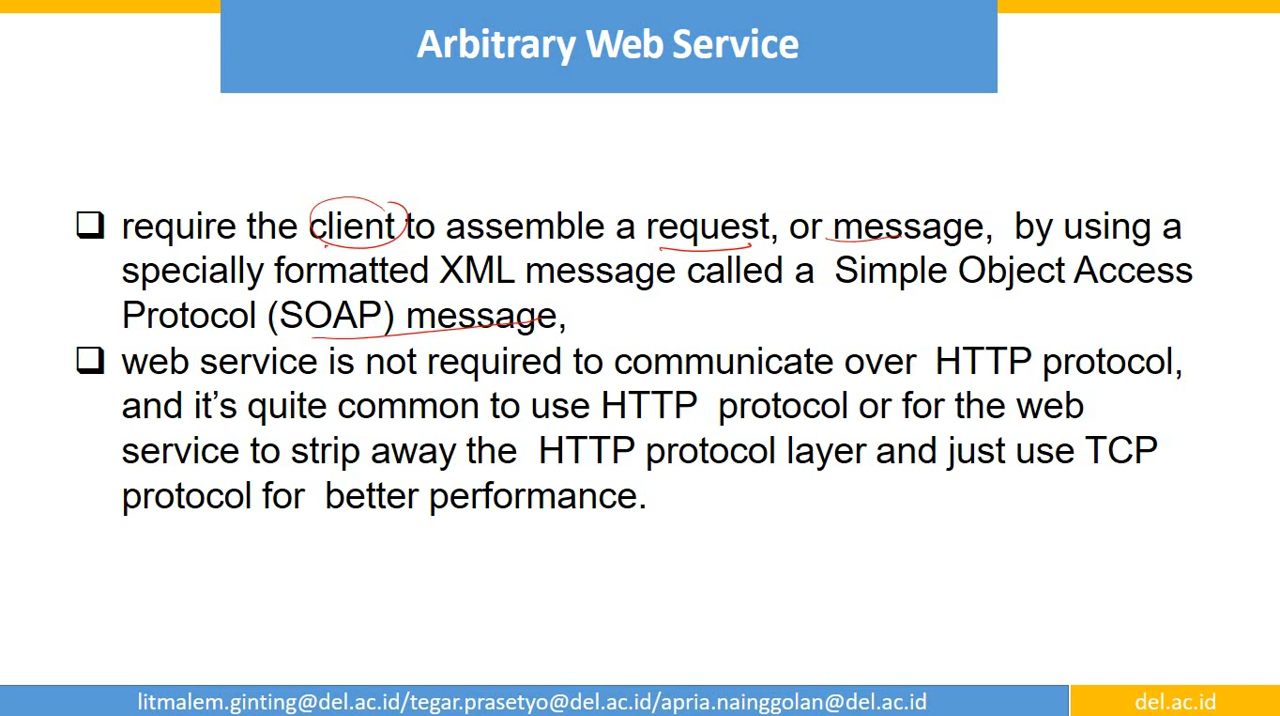 Arbitrary Web Service
❑ require the client to assemble a request, or message, by using a
specially formatted XML message called a Simple Object Access
Protocol (SOAP) message,
❑ web service is not required to communicate over HTTP protocol,
and it’s quite common to use HTTP protocol or for the web
service to strip away the HTTP protocol layer and just use TCP
protocol for better performance.
litmalem.ginting@del.ac.id/tegar.prasetyo@del.ac.id/apria.nainggolan@del.ac.id
del.ac.id